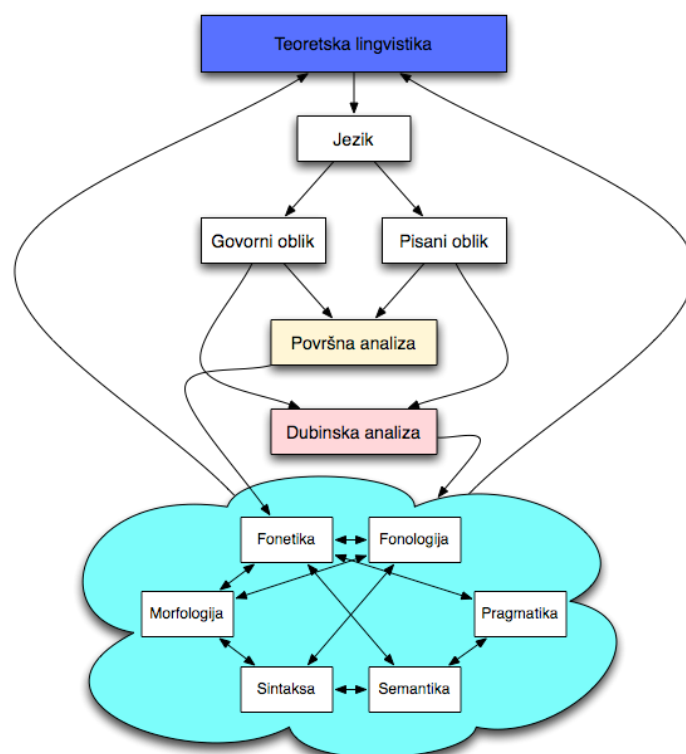 Teoretska lingvistika
Jezik
Govorni oblik
Pisani oblik
Površna analiza
Dubinska analiza
Fonetika
Fonologija
Morfologija
Pragmatika
Sintaksa
Semantika